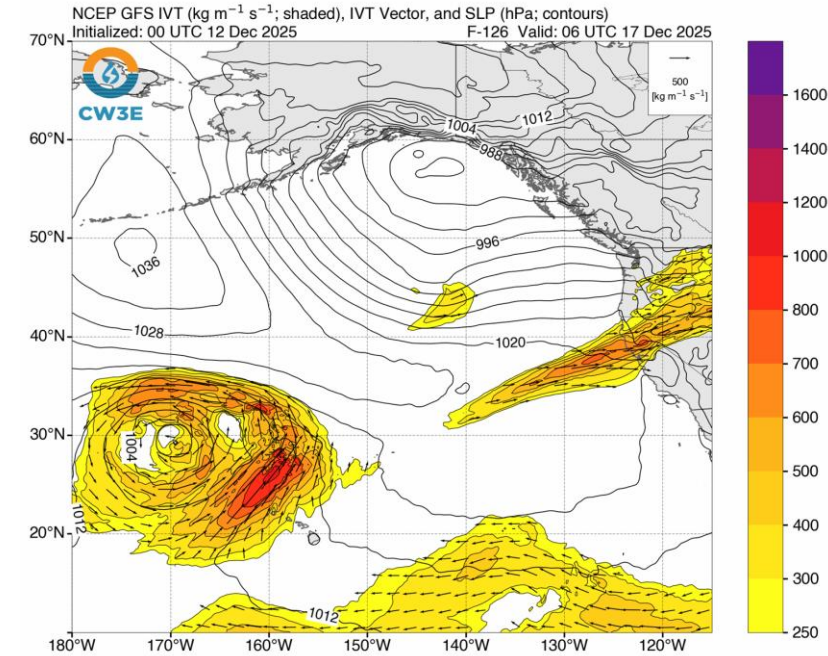 NCEP GFS IVT (kg m⁻¹ s⁻¹; shaded), IVT Vector, and SLP (hPa; contours)
Initialized: 00 UTC 12 Dec 2025 F-126 Valid: 06 UTC 17 Dec 2025
70°N
CW3E
500
[kg m⁻¹ s⁻¹]
1600
60°N
1004
1012
988
1400
1200
50°N
996
1036
1000
800
40°N
1028
1020
700
600
30°N
1004
500
20°N
1012
400
300
1012
250
180°W 170°W 160°W 150°W 140°W 130°W 120°W